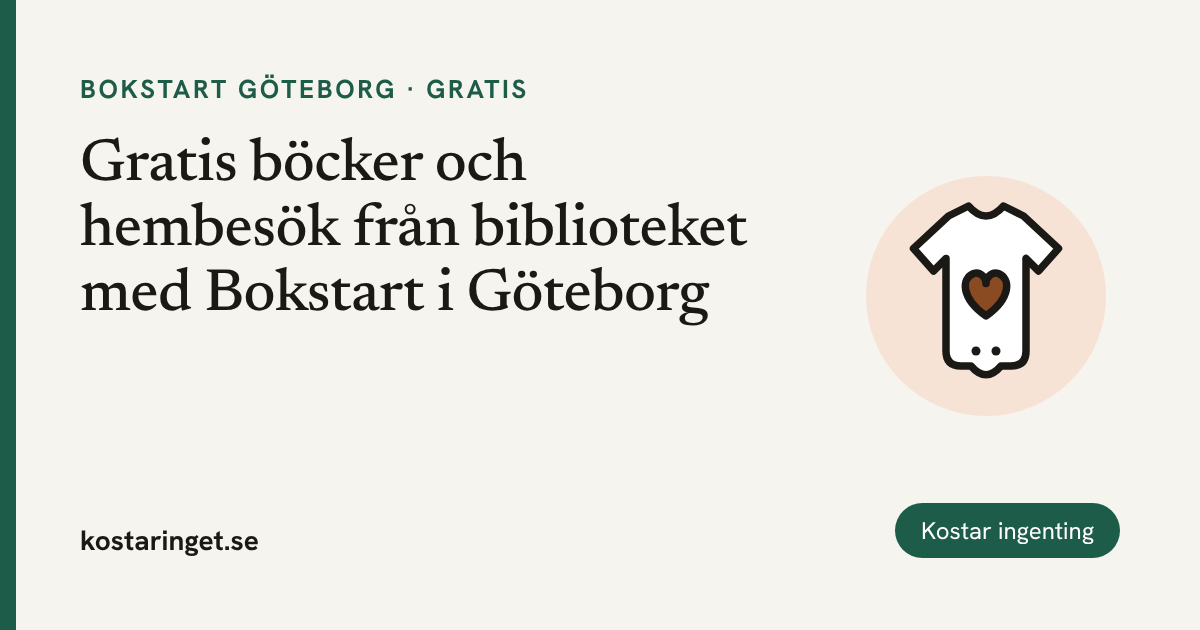 BOKSTART GÖTEBORG · GRATIS
Gratis böcker och
hembesök från biblioteket
med Bokstart i Göteborg
kostaringet.se
Kostar ingenting